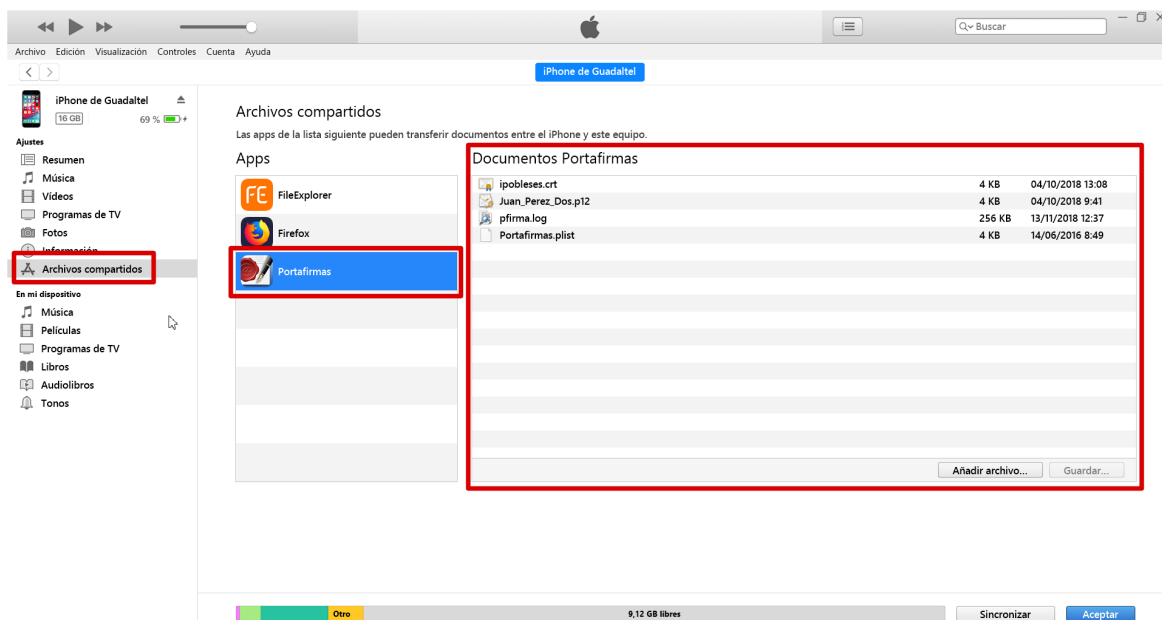 Buscar
Archivo Edición Visualización Controles Cuenta Ayuda
iPhone de Guadaltel
iPhone de Guadaltel
16 GB 69 %
Ajustes
Resumen
Música
Vídeos
Programas de TV
Fotos
Información
Archivos compartidos
En mi dispositivo
Música
Películas
Programas de TV
Libros
Audiolibros
Tonos
Archivos compartidos
Las apps de la lista siguiente pueden transferir documentos entre el iPhone y este equipo.
Apps
FE FileExplorer
Firefox
Portafirmas
Documentos Portafirmas
ipobleses.crt 4 KB 04/10/2018 13:08
Juan_Perez_Dos.p12 4 KB 04/10/2018 9:41
pfirma.log 256 KB 13/11/2018 12:37
Portafirmas.plist 4 KB 14/06/2016 8:49
Añadir archivo... Guardar...
Otro 9,12 GB libres Sincronizar Aceptar